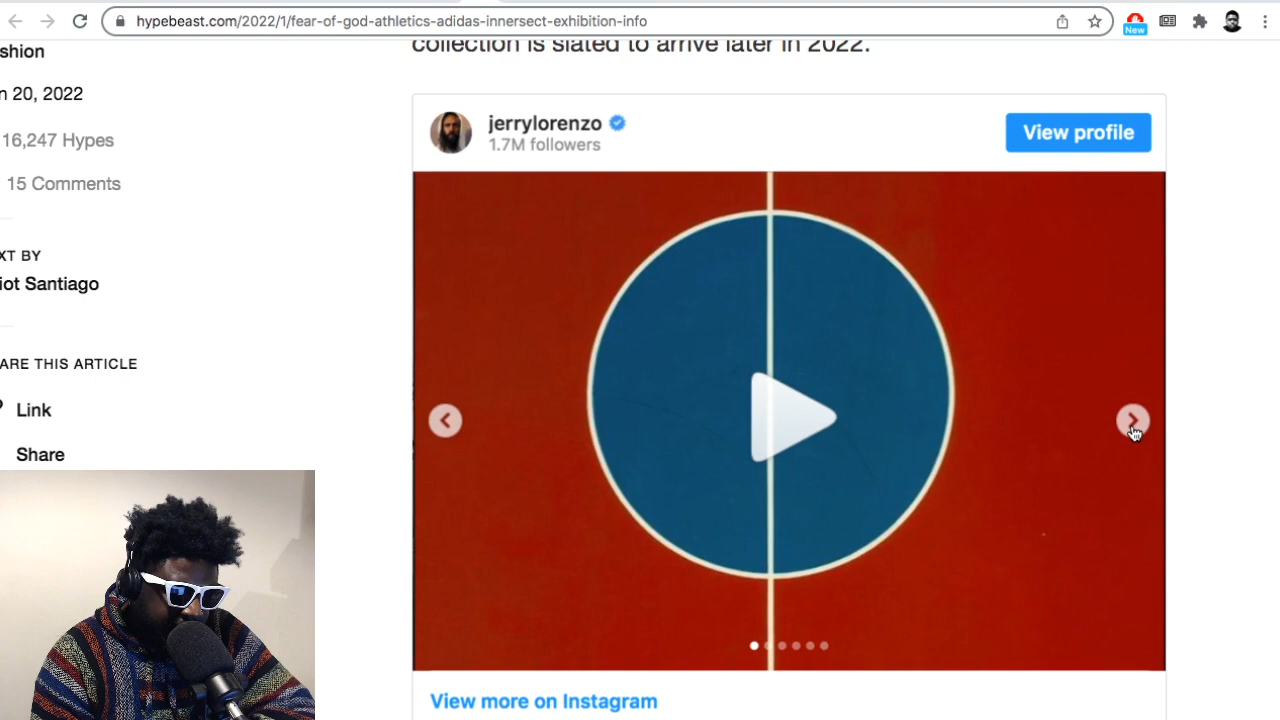 hypebeast.com/2022/1/fear-of-god-athletics-adidas-innersect-exhibition-info
New
collection is slated to arrive later in 2022.
shion
n 20, 2022
16,247 Hypes
15 Comments
XT BY
iot Santiago
ARE THIS ARTICLE
Link
Share
jerrylorenzo
1.7M followers
View profile
View more on Instagram